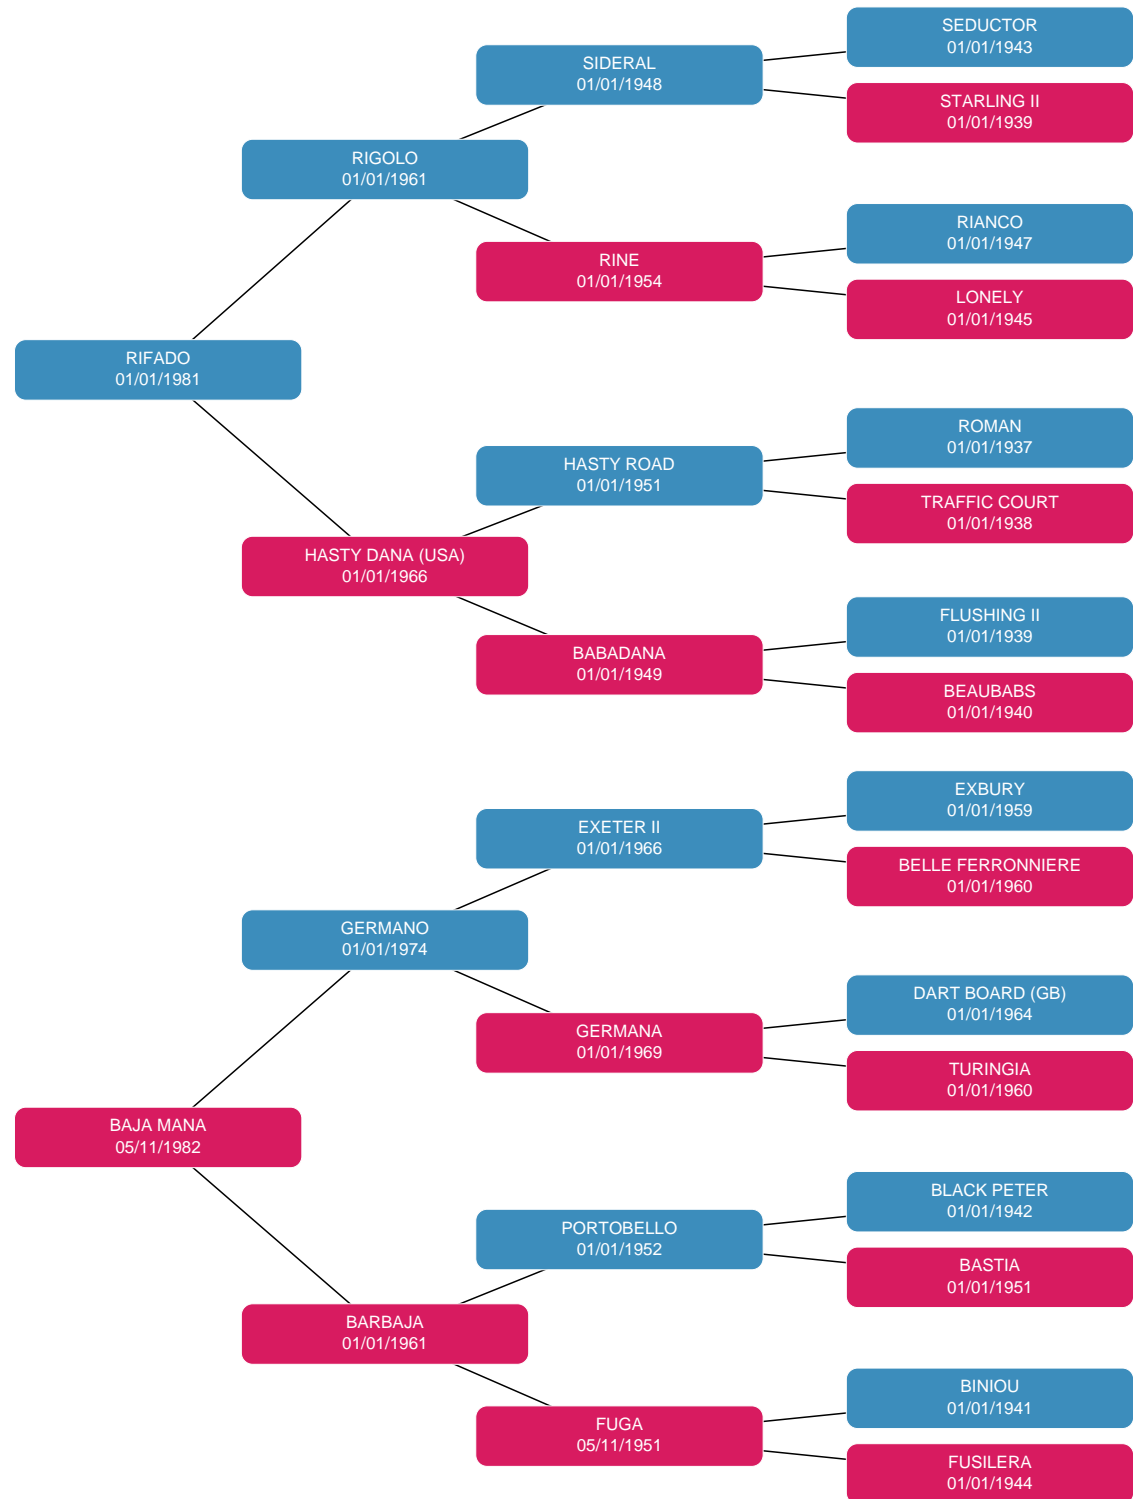 SEDUCTOR
01/01/1943
SIDERAL
01/01/1948
STARLING II
01/01/1939
RIGOLO
01/01/1961
RIANCO
01/01/1947
RINE
01/01/1954
LONELY
01/01/1945
RIFADO
01/01/1981
ROMAN
01/01/1937
HASTY ROAD
01/01/1951
TRAFFIC COURT
01/01/1938
HASTY DANA (USA)
01/01/1966
FLUSHING II
01/01/1939
BABADANA
01/01/1949
BEAUBABS
01/01/1940
EXBURY
01/01/1959
EXETER II
01/01/1966
BELLE FERRONNIERE
01/01/1960
GERMANO
01/01/1974
DART BOARD (GB)
01/01/1964
GERMANA
01/01/1969
TURINGIA
01/01/1960
BAJA MANA
05/11/1982
BLACK PETER
01/01/1942
PORTOBELLO
01/01/1952
BASTIA
01/01/1951
BARBAJA
01/01/1961
BINIOU
01/01/1941
FUGA
05/11/1951
FUSILERA
01/01/1944